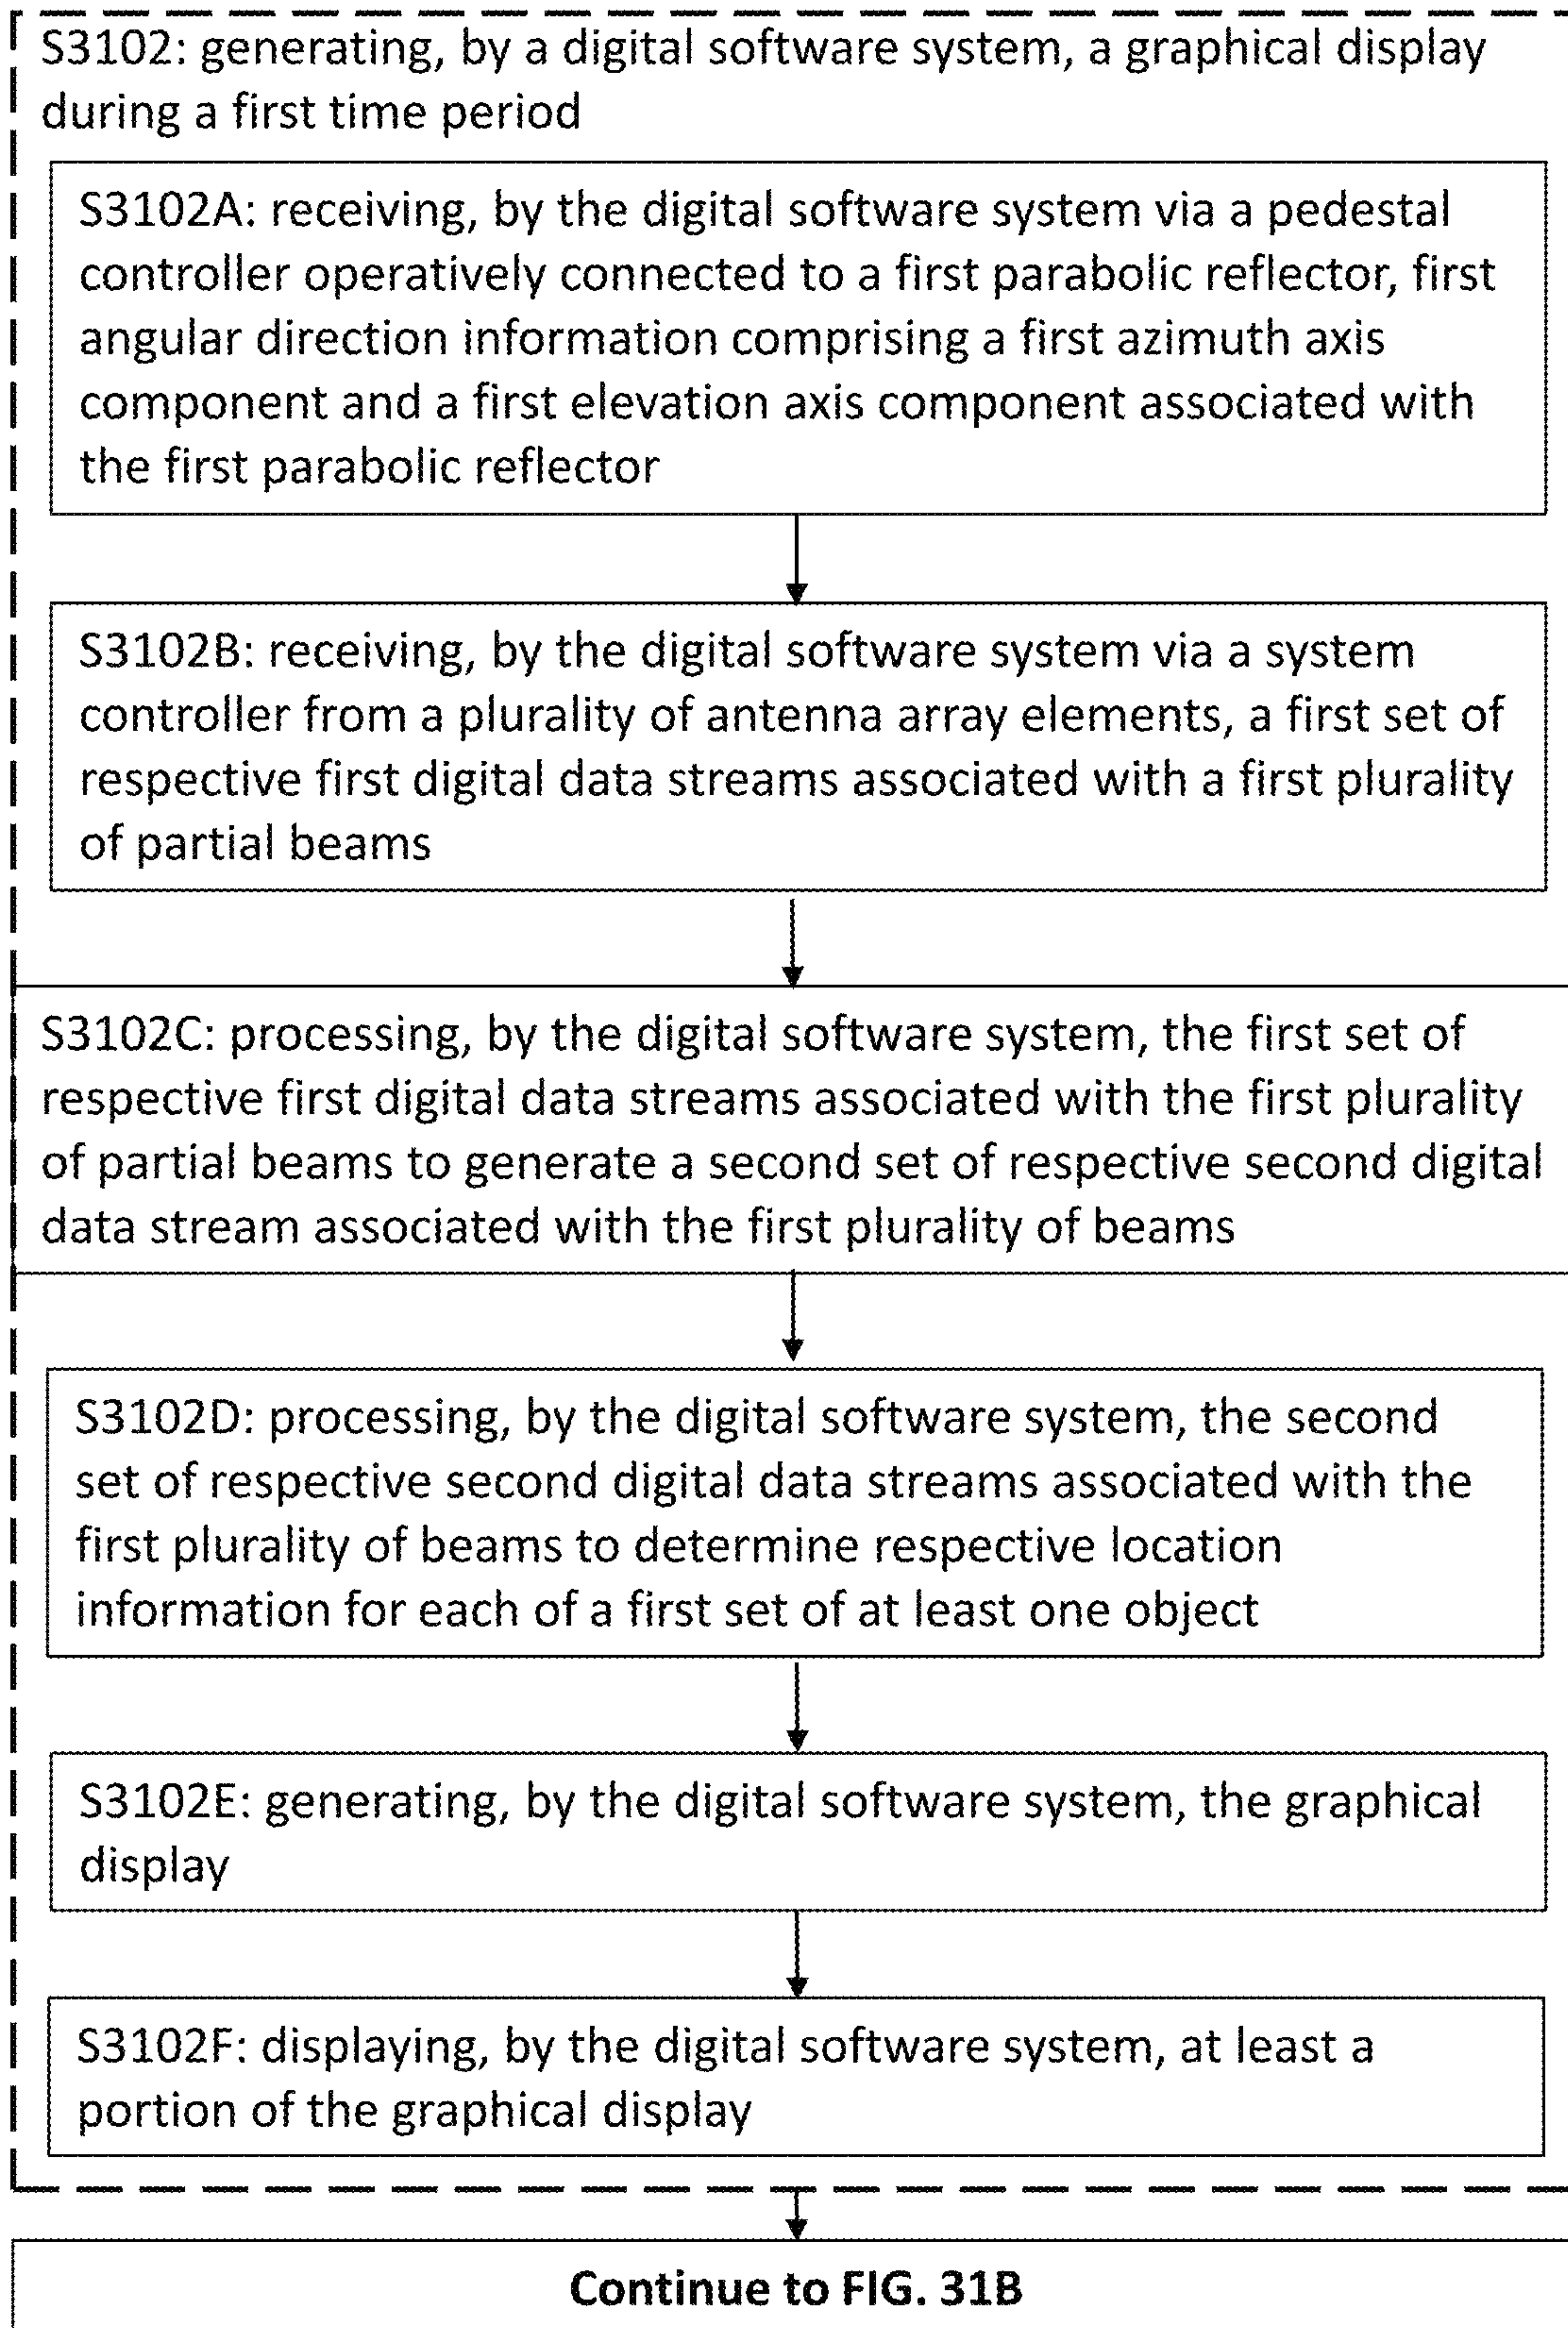 S3102: generating, by a digital software system, a graphical display
during a first time period
S3102A: receiving, by the digital software system via a pedestal
controller operatively connected to a first parabolic reflector, first
angular direction information comprising a first azimuth axis
component and a first elevation axis component associated with
the first parabolic reflector
S3102B: receiving, by the digital software system via a system
controller from a plurality of antenna array elements, a first set of
respective first digital data streams associated with a first plurality
of partial beams
S3102C: processing, by the digital software system, the first set of
respective first digital data streams associated with the first plurality
of partial beams to generate a second set of respective second digital
data stream associated with the first plurality of beams
S3102D: processing, by the digital software system, the second
set of respective second digital data streams associated with the
first plurality of beams to determine respective location
information for each of a first set of at least one object
S3102E: generating, by the digital software system, the graphical
display
S3102F: displaying, by the digital software system, at least a
portion of the graphical display
Continue to FIG. 31B